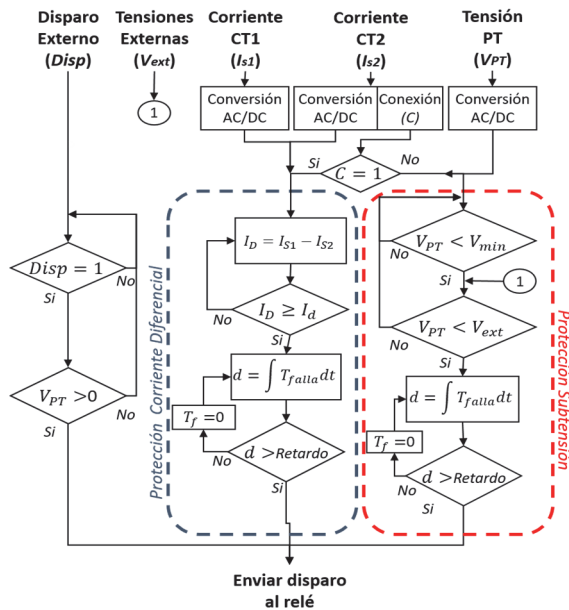 Disparo Externo (Disp)
Tensiones Externas (Vext)
Corriente CT1 (Is1)
Corriente CT2 (Is2)
Tensión PT (VPT)
1
Conversión AC/DC
Conversión AC/DC
Conexión (C)
Conversión AC/DC
Si
C = 1
No
Disp = 1
No
Si
VPT >0
No
Si
Protección Corriente Diferencial
ID = IS1 − IS2
ID ≥ Id
No
Si
d = ∫ Tfalla dt
Tf =0
d >Retardo
No
Si
Protección Subtensión
VPT < Vmin
No
Si
1
VPT < Vext
No
Si
d = ∫ Tfalla dt
Tf =0
d >Retardo
No
Si
Enviar disparo
al relé